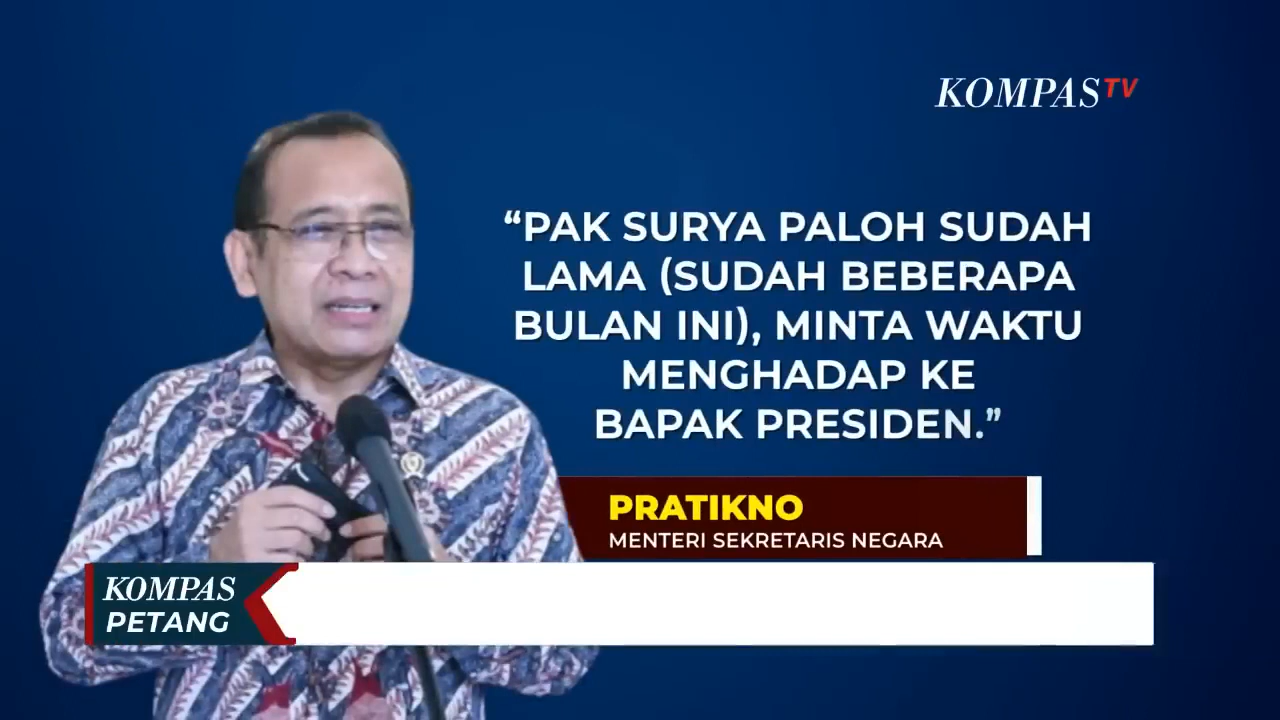 KOMPASTV
“PAK SURYA PALOH SUDAH
LAMA (SUDAH BEBERAPA
BULAN INI), MINTA WAKTU
MENGHADAP KE
BAPAK PRESIDEN.”
PRATIKNO
MENTERI SEKRETARIS NEGARA
KOMPAS
PETANG